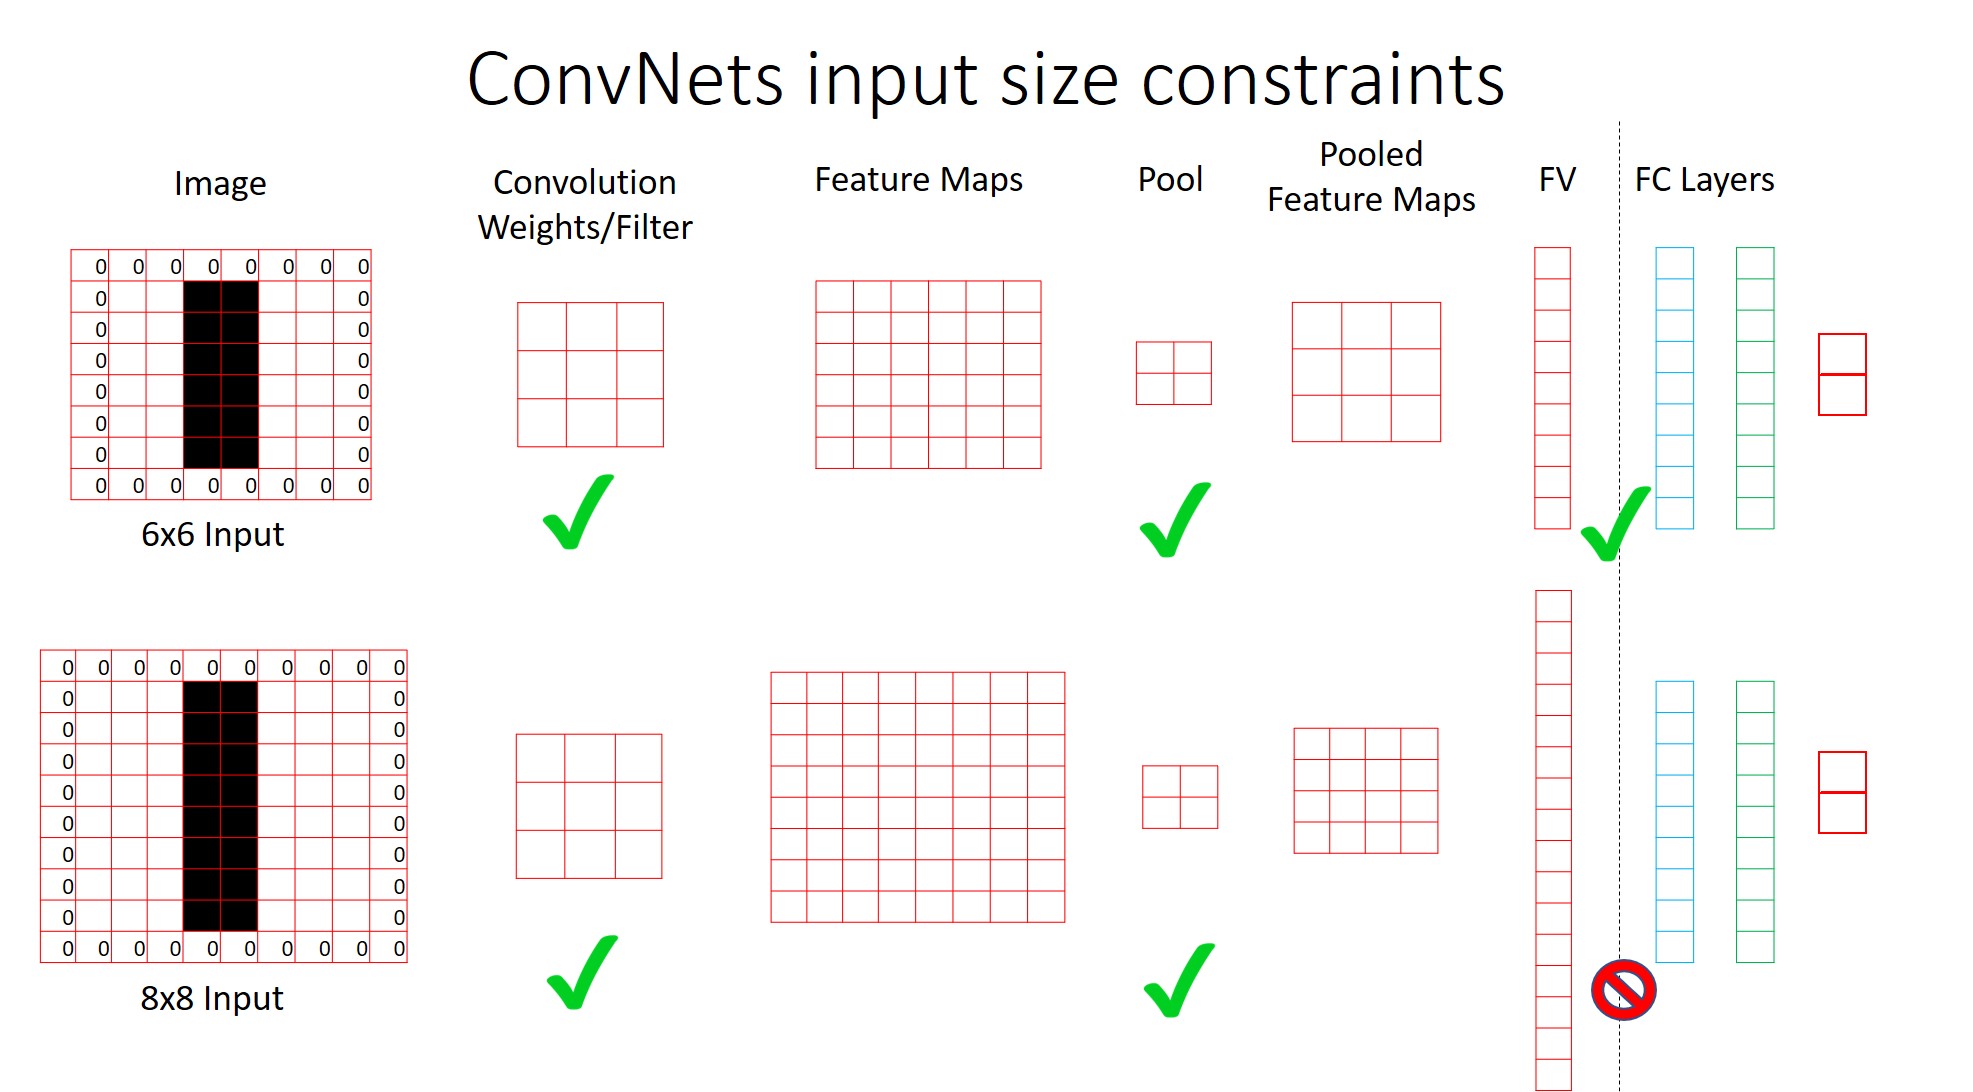 ConvNets input size constraints
Image
Convolution
Weights/Filter
Feature Maps
Pool
Pooled
Feature Maps
FV
FC Layers
0 0 0 0 0 0 0 0
0 0
0 0
0 0
0 0
0 0
0 0
0 0 0 0 0 0 0 0
6x6 Input
0 0 0 0 0 0 0 0 0 0
0 0
0 0
0 0
0 0
0 0
0 0
0 0
0 0
0 0 0 0 0 0 0 0 0 0
8x8 Input